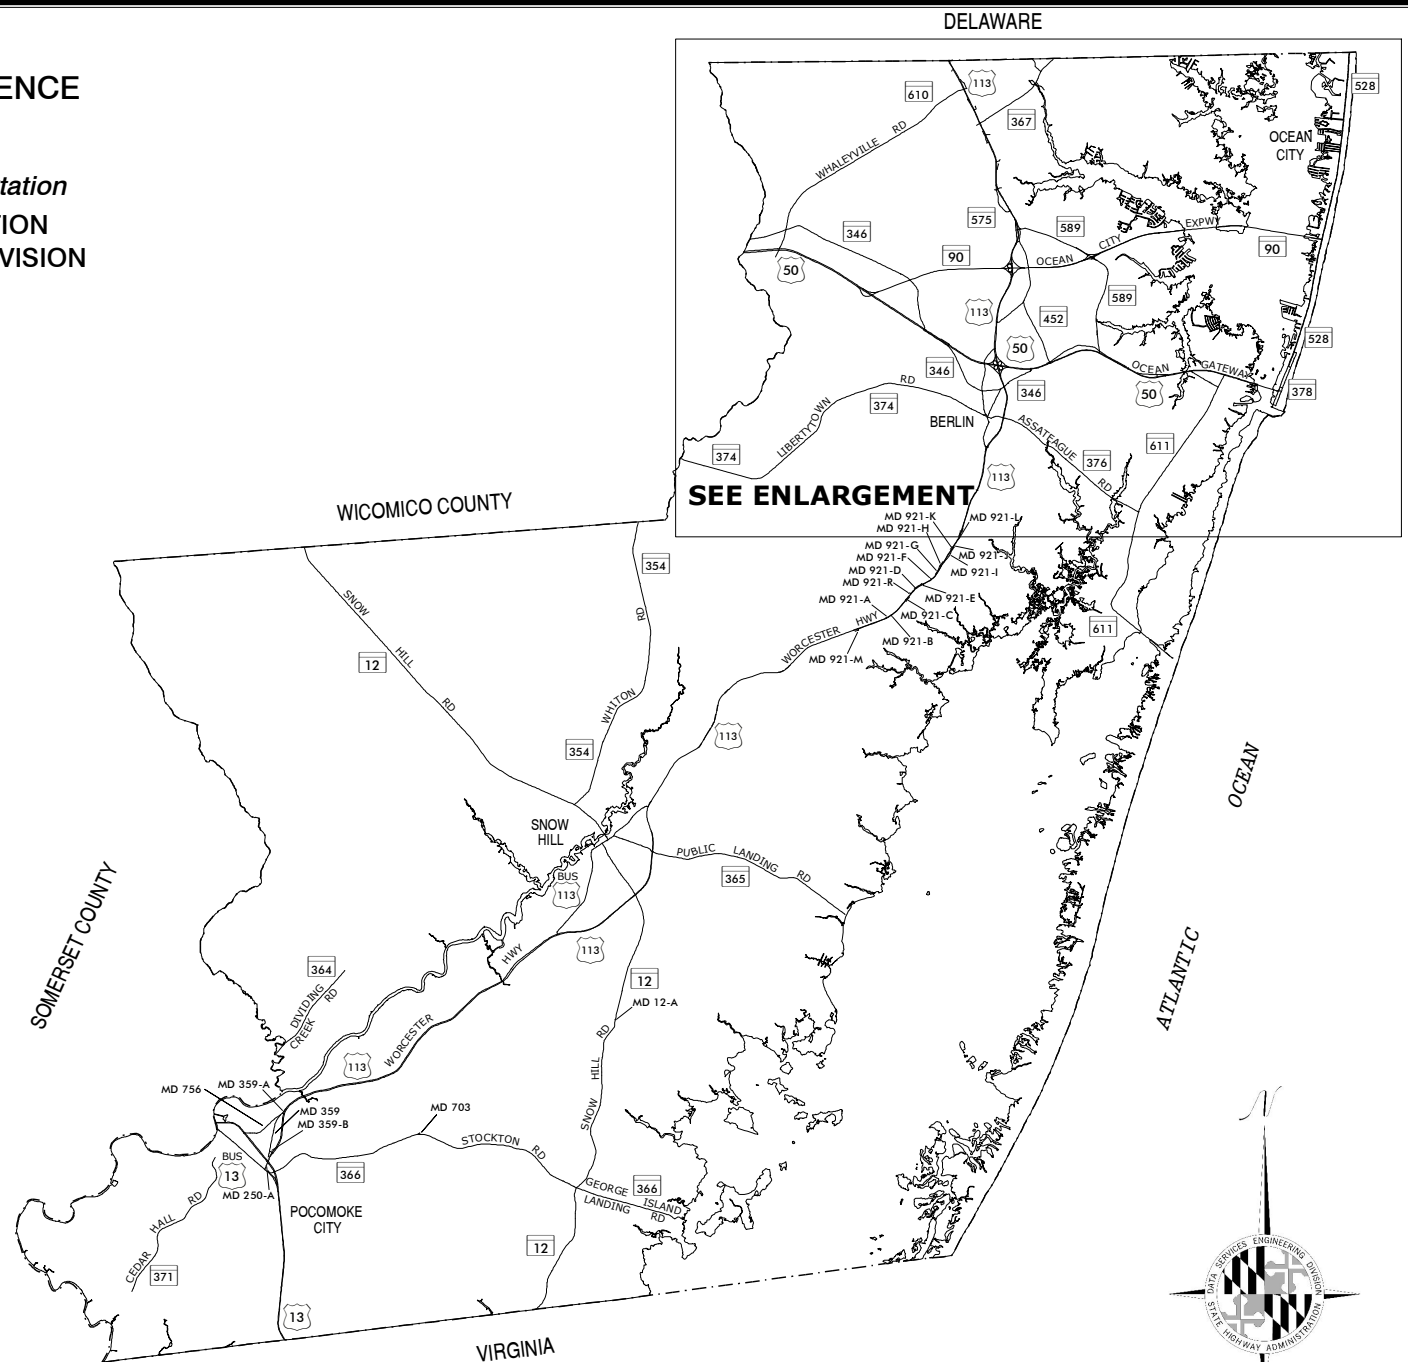 DELAWARE
ENCE
tation
TION
VISION
113
610
367
528
WHALEYVILLE RD
OCEAN
CITY
575
589
346
EXPWY
CITY
OCEAN
90
90
50
589
113
452
50
528
346
OCEAN GATEWAY
RD
346
50
378
374
LIBERTYTOWN
BERLIN
ASSATEAGUE
RD
611
376
374
113
SEE ENLARGEMENT
WICOMICO COUNTY
MD 921-K
MD 921-L
MD 921-H
MD 921-G
MD 921-J
MD 921-F
MD 921-D
MD 921-I
MD 921-R
MD 921-A
MD 921-E
MD 921-C
MD 921-B
MD 921-M
WORCESTER HWY
611
354
RD
SNOW
HILL
RD
12
WHITON
354
113
OCEAN
SNOW
HILL
PUBLIC LANDING
RD
365
BUS
113
SOMERSET COUNTY
HWY
113
ATLANTIC
364
DIVIDING
CREEK
RD
12
MD 12-A
WORCESTER
RD
113
HILL
SNOW
MD 756
MD 359-A
MD 359
MD 359-B
MD 703
STOCKTON
RD
BUS
13
366
MD 250-A
GEORGE ISLAND
LANDING RD
366
POCOMOKE
CITY
CEDAR HALL RD
371
12
13
VIRGINIA
DATA SERVICES ENGINEERING DIVISION
STATE HIGHWAY ADMINISTRATION